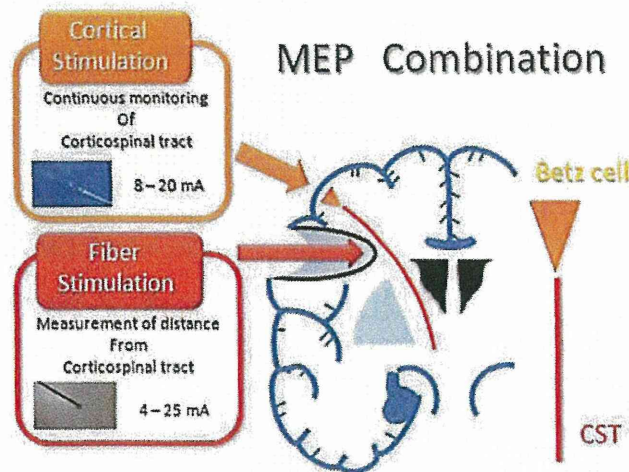 Cortical
Stimulation
Continuous monitoring
Of
Corticospinal tract
8 – 20 mA
MEP Combination
Betz cell
Fiber
Stimulation
Measurement of distance
From
Corticospinal tract
4 – 25 mA
CST